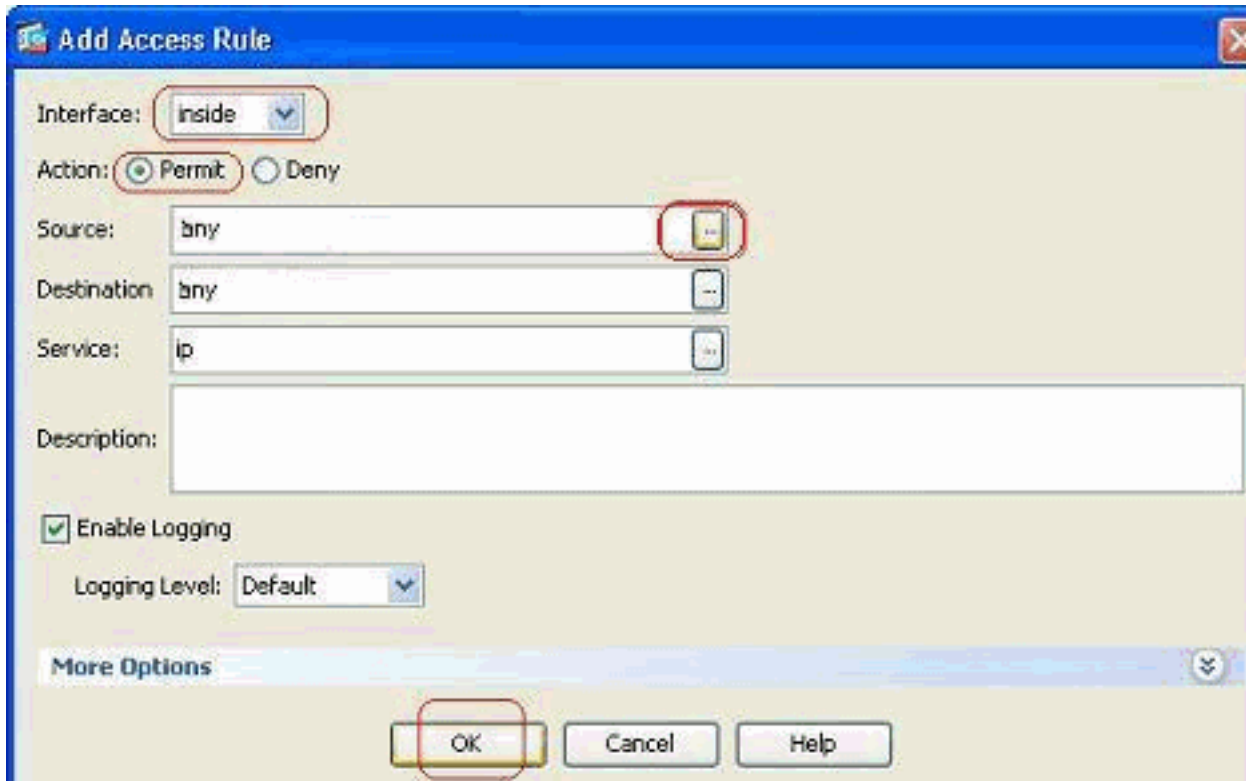 Add Access Rule
Interface: inside
Action: Permit Deny
Source: any ...
Destination any ...
Service: ip ...
Description:
Enable Logging
Logging Level: Default
More Options
OK Cancel Help